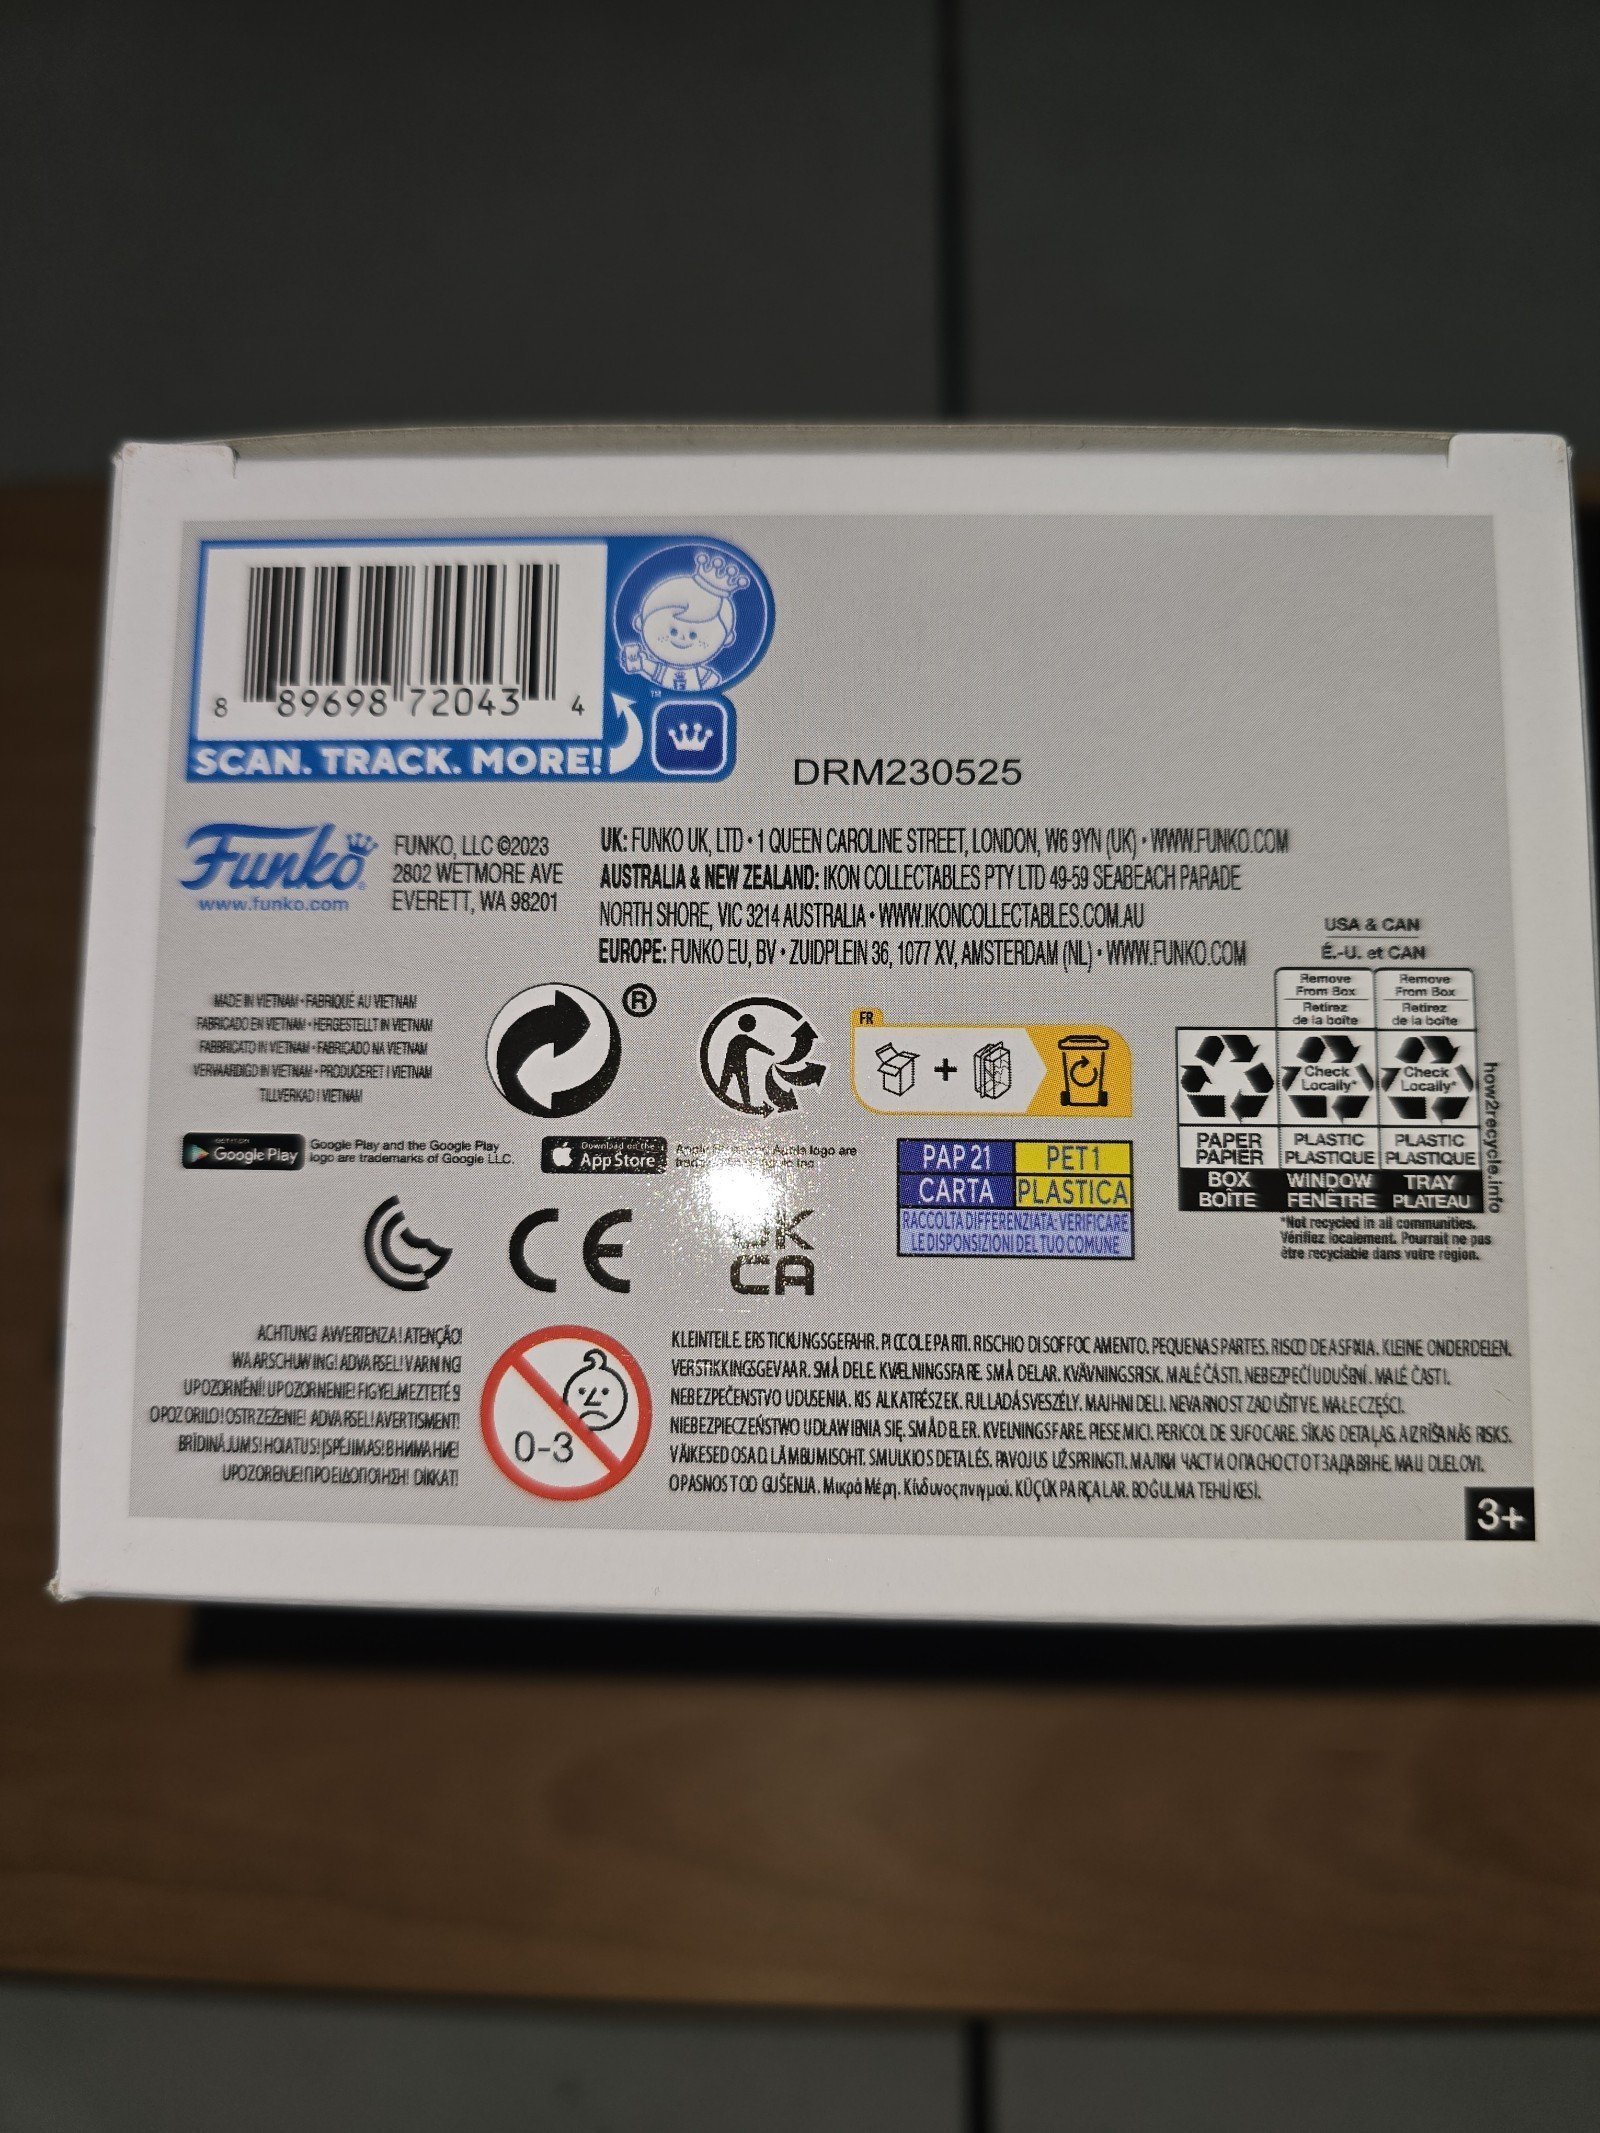 8 89698 72043 4
SCAN. TRACK. MORE!
™
DRM230525
Funko®
www.funko.com
FUNKO, LLC ©2023
2802 WETMORE AVE
EVERETT, WA 98201
UK: FUNKO UK, LTD • 1 QUEEN CAROLINE STREET, LONDON, W6 9YN (UK) • WWW.FUNKO.COM
AUSTRALIA & NEW ZEALAND: IKON COLLECTABLES PTY LTD 49-59 SEABEACH PARADE
NORTH SHORE, VIC 3214 AUSTRALIA • WWW.IKONCOLLECTABLES.COM.AU
EUROPE: FUNKO EU, BV • ZUIDPLEIN 36, 1077 XV, AMSTERDAM (NL) • WWW.FUNKO.COM
USA & CAN
É.-U. et CAN
MADE IN VIETNAM • FABRIQUÉ AU VIETNAM
FABRICADO EN VIETNAM • HERGESTELLT IN VIETNAM
FABBRICATO IN VIETNAM • FABRICADO NA VIETNAM
VERVAARDIGD IN VIETNAM • PRODUCERET I VIETNAM
TILLVERKAD I VIETNAM
®
FR
+
Remove From Box
Retirez de la boîte
Remove From Box
Retirez de la boîte
Check Locally*
Check Locally*
PAPER PAPIER
PLASTIC PLASTIQUE
PLASTIC PLASTIQUE
BOX BOÎTE
WINDOW FENÊTRE
TRAY PLATEAU
how2recycle.info
*Not recycled in all communities.
Vérifiez localement. Pourrait ne pas
être recyclable dans votre région.
GET IT ON
Google Play
Google Play and the Google Play
logo are trademarks of Google LLC.
Download on the
App Store
logo are
PAP 21
PET 1
CARTA
PLASTICA
RACCOLTA DIFFERENZIATA: VERIFICARE
LE DISPONSIZIONI DEL TUO COMUNE
CE
UK
CA
ACHTUNG! AVVERTENZA! ATENÇÃO!
WAARSCHUWING! ADVARSEL! VARNING
UPOZORNĚNÍ! UPOZORNENIE! FIGYELMEZTETÉS
OPOZORILO! OSTRZEŻENIE! ADVARSEL! AVERTISMENT!
BRĪDINĀJUMS! HOIATUS! ĮSPĖJIMAS! ВНИМАНИЕ!
UPOZORENJE! ΠΡΟΕΙΔΟΠΟΙΗΣΗ! DIKKAT!
0-3
KLEINTEILE. ERSTICKUNGSGEFAHR. PICCOLE PARTI. RISCHIO DI SOFFOCAMENTO. PEQUENAS PARTES. RISCO DE ASFIXIA. KLEINE ONDERDELEN.
VERSTIKKINGSGEVAAR. SMÅ DELE. KVÆLNINGSFARE. SMÅ DELAR. KVÄVNINGSRISK. MALÉ ČÁSTI. NEBEZPEČÍ UDUŠENÍ. MALÉ ČASTI.
NEBEZPEČENSTVO UDUSENIA. KIS ALKATRÉSZEK. FULLADÁSVESZÉLY. MAJHNI DELI. NEVARNOST ZADUŠITVE. MAŁE CZĘŚCI.
NIEBEZPIECZEŃSTWO UDŁAWIENIA SIĘ. SMÅ DELER. KVELNINGSFARE. PIESE MICI. PERICOL DE SUFOCARE. SĪKAS DETAĻAS. AIZRĪŠANĀS RISKS.
VÄIKESED OSAD. LÄMBUMISOHT. SMULKIOS DETALĖS. PAVOJUS UŽSPRINGTI. МАЛКИ ЧАСТИ ОПАСНОСТ ОТ ЗАДАВЯНЕ. MALI DIJELOVI.
OPASNOST OD GUŠENJA. Μικρά Μέρη. Κίνδυνος πνιγμού. KÜÇÜK PARÇALAR. BOĞULMA TEHLİKESİ.
3+